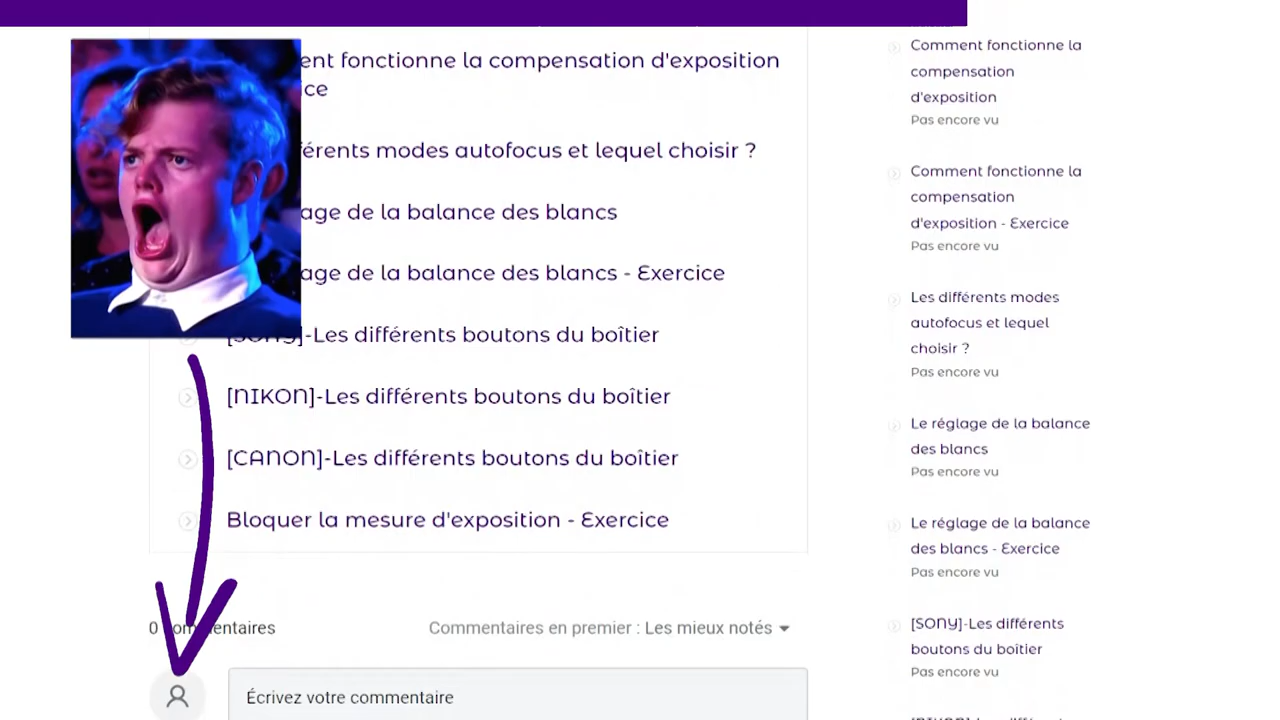 ent fonctionne la compensation d'exposition
ice
férents modes autofocus et lequel choisir ?
age de la balance des blancs
age de la balance des blancs - Exercice
[SONY]-Les différents boutons du boîtier
[NIKON]-Les différents boutons du boîtier
[CANON]-Les différents boutons du boîtier
Bloquer la mesure d'exposition - Exercice
0 commentaires
Commentaires en premier : Les mieux notés
Écrivez votre commentaire
Comment fonctionne la
compensation
d'exposition
Pas encore vu
Comment fonctionne la
compensation
d'exposition - Exercice
Pas encore vu
Les différents modes
autofocus et lequel
choisir ?
Pas encore vu
Le réglage de la balance
des blancs
Pas encore vu
Le réglage de la balance
des blancs - Exercice
Pas encore vu
[SONY]-Les différents
boutons du boîtier
Pas encore vu